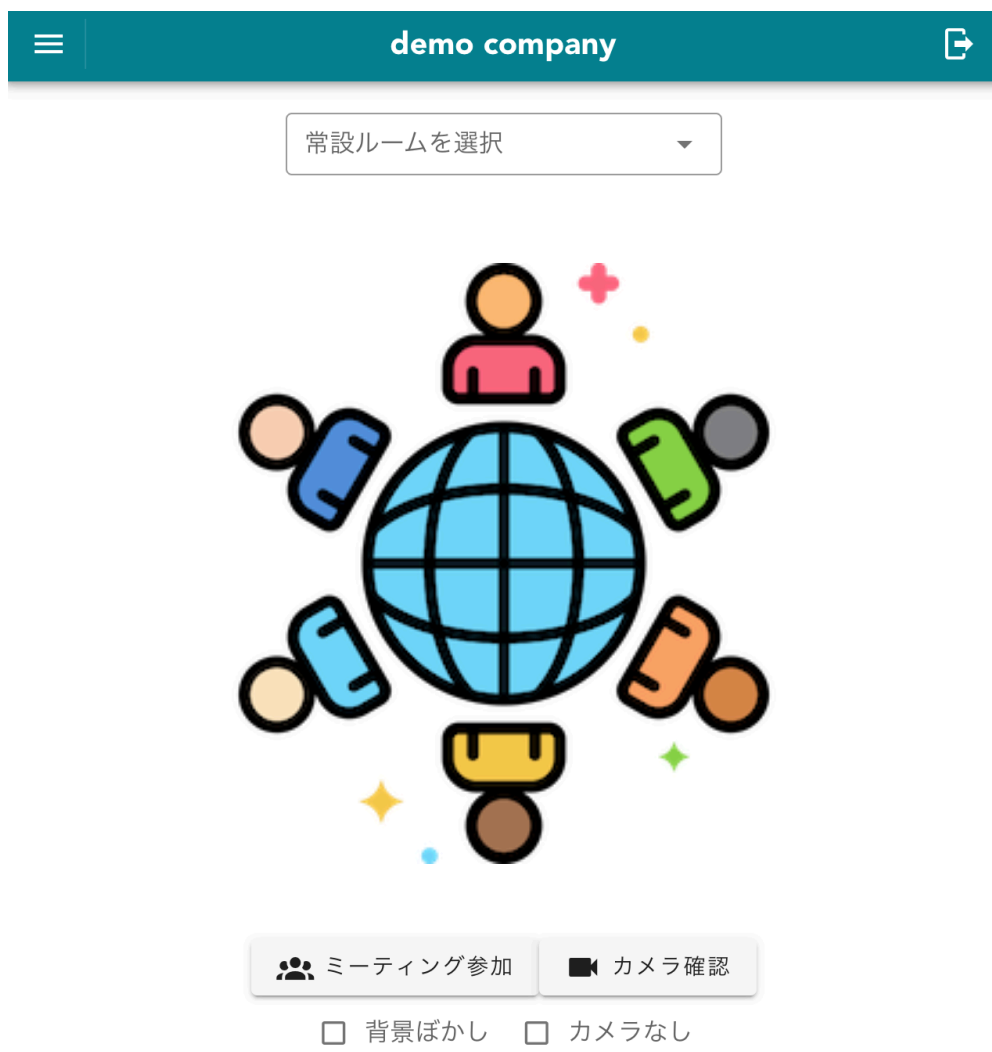 demo company
常設ルームを選択
ミーティング参加 カメラ確認
背景ぼかし カメラなし